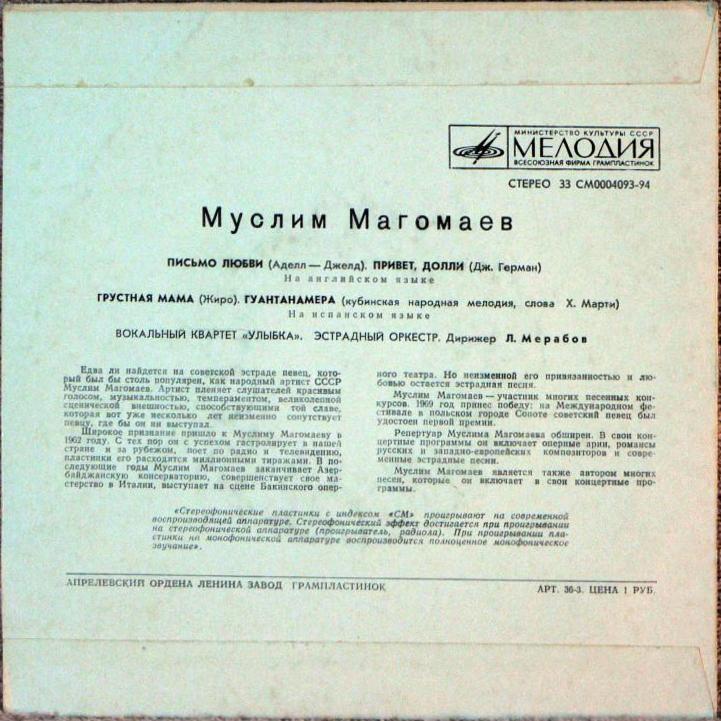 МИНИСТЕРСТВО КУЛЬТУРЫ СССР
МЕЛОДИЯ
ВСЕСОЮЗНАЯ ФИРМА ГРАМПЛАСТИНОК
СТЕРЕО 33 СМ0004093-94
Муслим Магомаев
ПИСЬМО ЛЮБВИ (Аделл — Джелд). ПРИВЕТ, ДОЛЛИ (Дж. Герман)
На английском языке
ГРУСТНАЯ МАМА (Жиро). ГУАНТАНАМЕРА (кубинская народная мелодия, слова Х. Марти)
На испанском языке
ВОКАЛЬНЫЙ КВАРТЕТ «УЛЫБКА». ЭСТРАДНЫЙ ОРКЕСТР. Дирижер Л. Мерабов
Едва ли найдется на советской эстраде певец, кото-
рый был бы столь популярен, как народный артист СССР
Муслим Магомаев. Артист пленяет слушателей красивым
голосом, музыкальностью, темпераментом, великолепной
сценической внешностью, способствующими той славе,
которая вот уже несколько лет неизменно сопутствует
певцу, где бы он ни выступал.
Широкое признание пришло к Муслиму Магомаеву в
1962 году. С тех пор он с успехом гастролирует в нашей
стране и за рубежом, поет по радио и телевидению,
пластинки его расходятся миллионными тиражами. В по-
следующие годы Муслим Магомаев заканчивает Азер-
байджанскую консерваторию, совершенствует свое ма-
стерство в Италии, выступает на сцене Бакинского опер-
ного театра. Но неизменной его привязанностью и лю-
бовью остается эстрадная песня.
Муслим Магомаев — участник многих песенных кон-
курсов. 1969 год принес победу: на Международном фе-
стивале в польском городе Сопоте советский певец был
удостоен первой премии.
Репертуар Муслима Магомаева обширен. В свои кон-
цертные программы он включает оперные арии, романсы
русских и западно-европейских композиторов и совре-
менные эстрадные песни.
Муслим Магомаев является также автором многих
песен, которые он включает в свои концертные про-
граммы.
«Стереофонические пластинки с индексом «СМ» проигрывают на современной
воспроизводящей аппаратуре. Стереофонический эффект достигается при проигрывании
на стереофонической аппаратуре (проигрыватель, радиола). При проигрывании пла-
стинки на монофонической аппаратуре воспроизводится полноценное монофоническое
звучание».
АПРЕЛЕВСКИЙ ОРДЕНА ЛЕНИНА ЗАВОД ГРАМПЛАСТИНОК
АРТ. 36-3. ЦЕНА 1 РУБ.